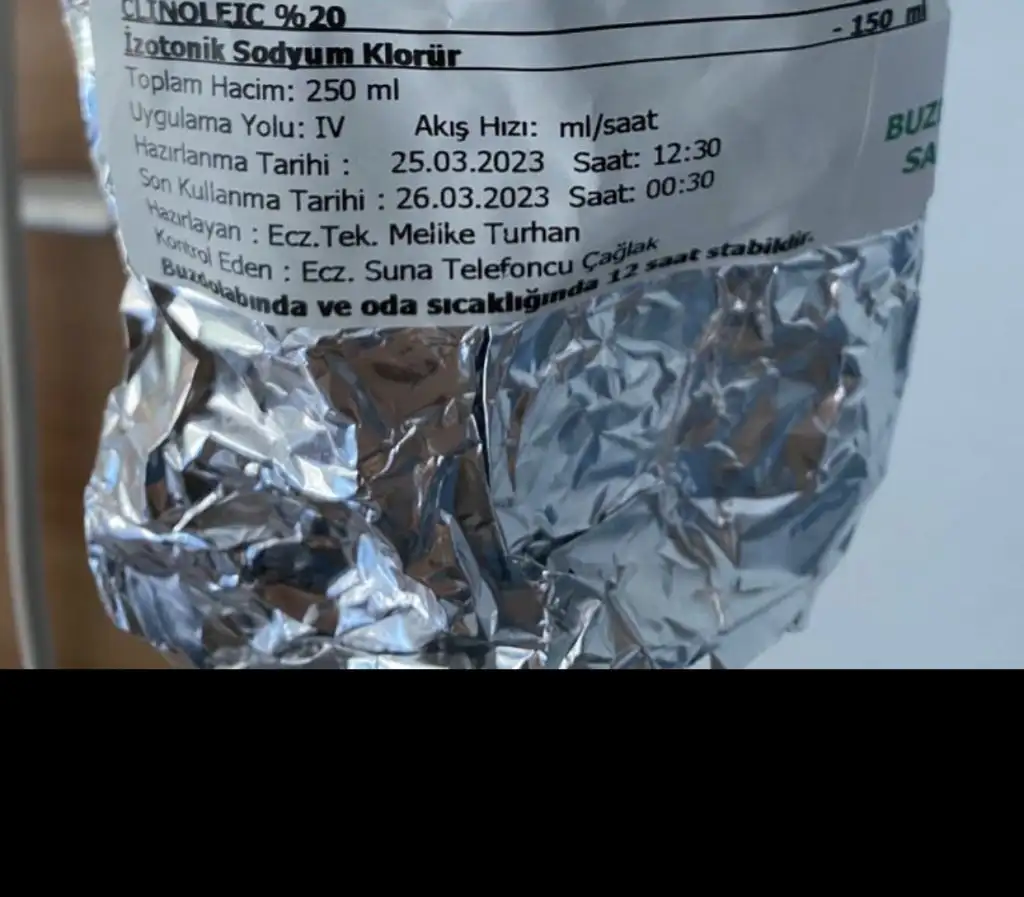 CLINOLEIC %20
- 150 ml
İzotonik Sodyum Klorür
Toplam Hacim: 250 ml
Uygulama Yolu: IV Akış Hızı: ml/saat
Hazırlanma Tarihi : 25.03.2023 Saat: 12:30
Son Kullanma Tarihi : 26.03.2023 Saat: 00:30
Hazırlayan : Ecz.Tek. Melike Turhan
Kontrol Eden : Ecz. Suna Telefoncu Çağlak
Buzdolabında ve oda sıcaklığında 12 saat stabildir.
BUZ
SA